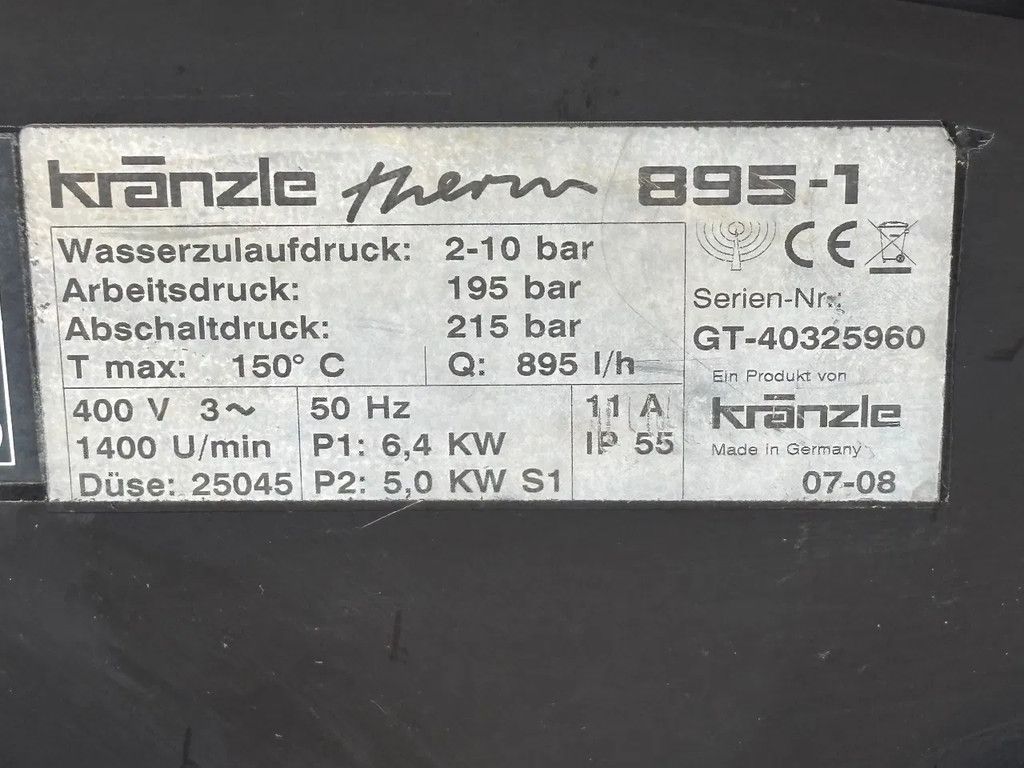 kränzle therm 895-1
Wasserzulaufdruck: 2-10 bar
Arbeitsdruck: 195 bar
Abschaltdruck: 215 bar
T max: 150° C Q: 895 l/h
400 V 3~ 50 Hz 11 A
1400 U/min P1: 6,4 KW IP 55
Düse: 25045 P2: 5,0 KW S1
CE
Serien-Nr.:
GT-40325960
Ein Produkt von
kränzle
Made in Germany
07-08